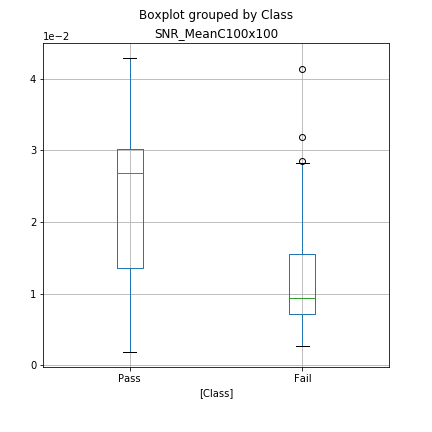 Boxplot grouped by Class
SNR_MeanC100x100
1e−2
4
3
2
1
0
Pass Fail
[Class]